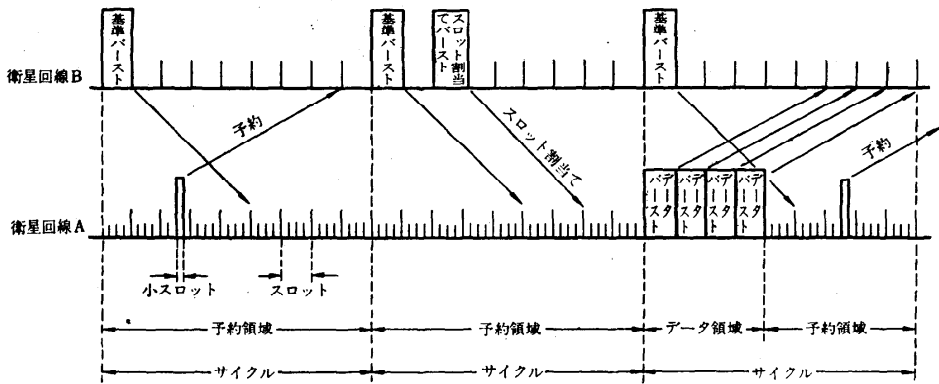 基準バースト
基準バースト
スロット割当
てバースト
基準バースト
衛星回線B
予約
スロット割当て
予約
データ
バースト
データ
バースト
データ
バースト
データ
バースト
衛星回線A
小スロット
スロット
予約領域
予約領域
データ領域
予約領域
サイクル
サイクル
サイクル